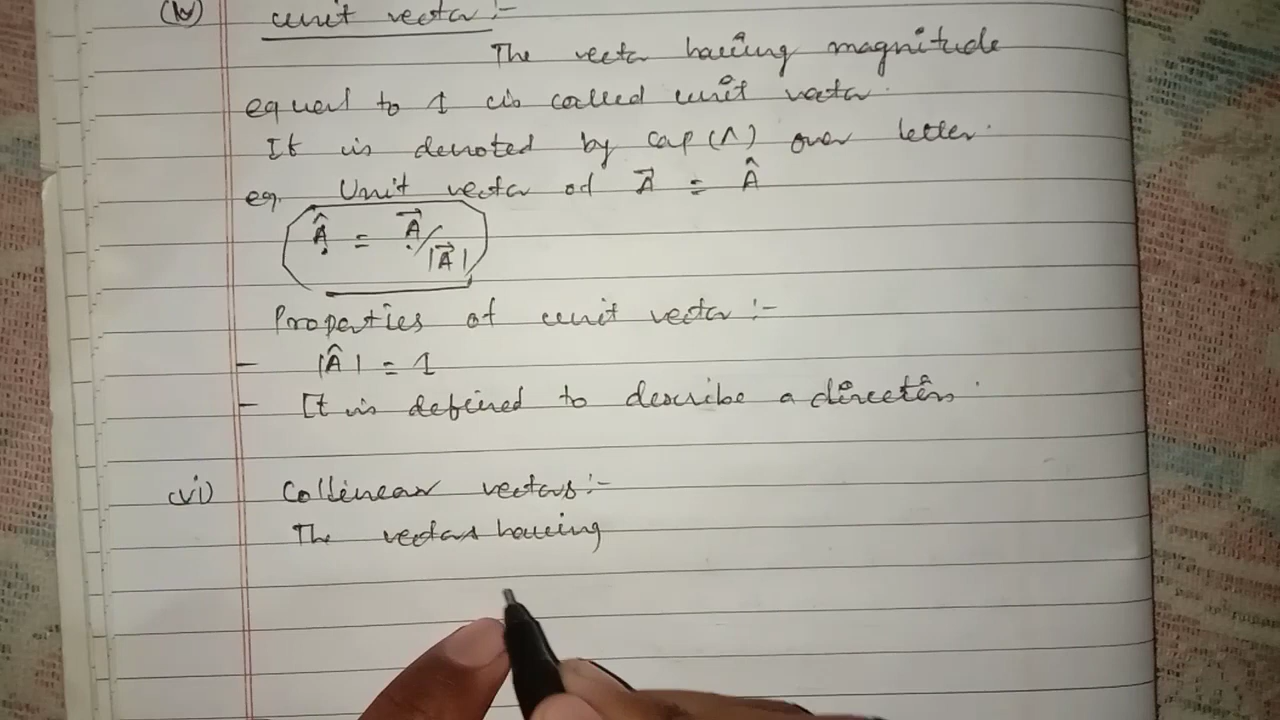 (iv) unit vector :-
The vector having magnitude
equal to 1 is called unit vector.
It is denoted by cap (^) over letter.
eg. Unit vector of A⃗ = Â
Â = A⃗/|A⃗|
Properties of unit vector :-
- |Â| = 1
- It is defined to describe a direction.
(vi) Collinear vectors :-
The vectors having